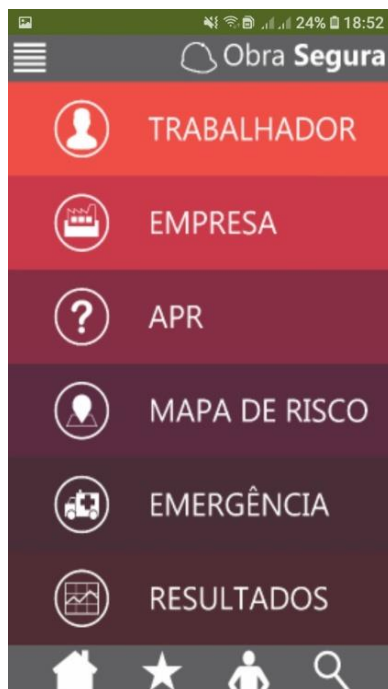 24% 18:52
Obra Segura
TRABALHADOR
EMPRESA
? APR
MAPA DE RISCO
EMERGÊNCIA
RESULTADOS